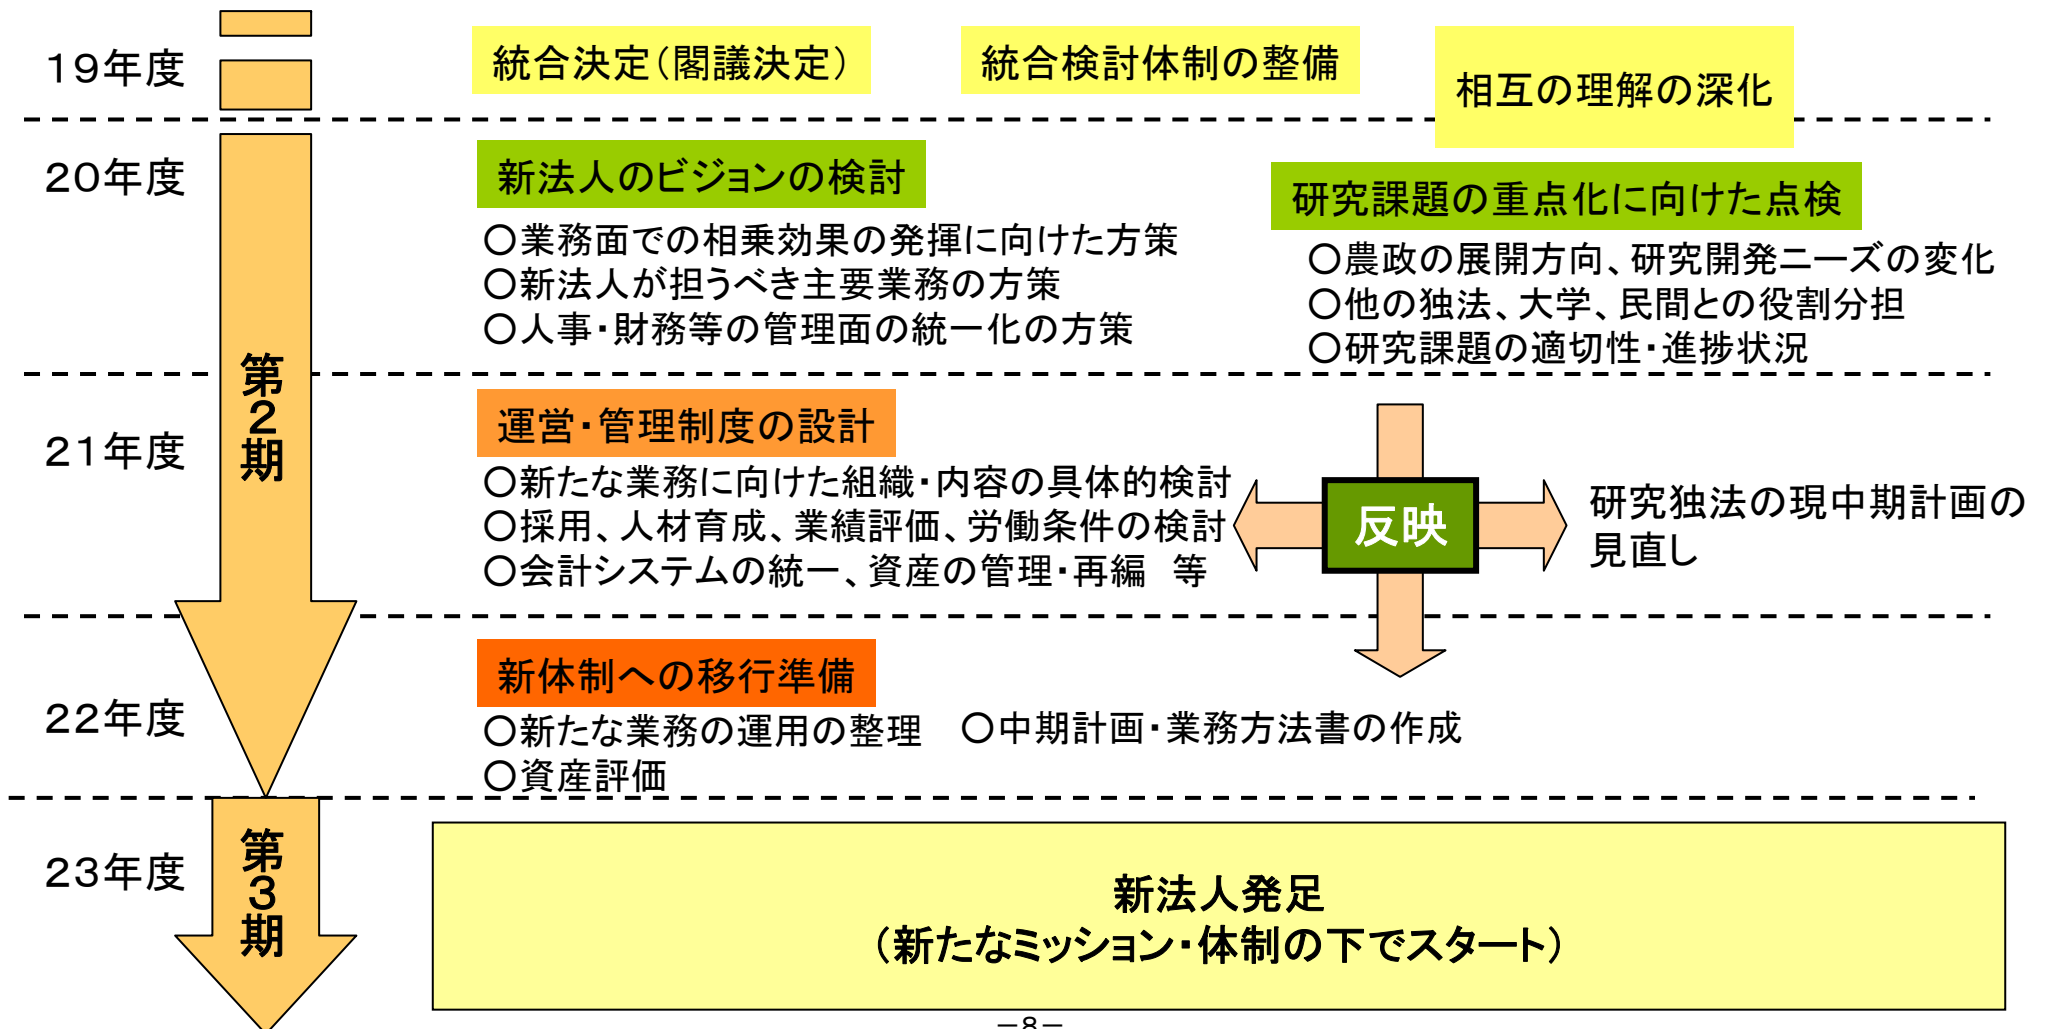 19年度
統合決定（閣議決定）
統合検討体制の整備
相互の理解の深化
20年度
新法人のビジョンの検討
○業務面での相乗効果の発揮に向けた方策
○新法人が担うべき主要業務の方策
○人事・財務等の管理面の統一化の方策
研究課題の重点化に向けた点検
○農政の展開方向、研究開発ニーズの変化
○他の独法、大学、民間との役割分担
○研究課題の適切性・進捗状況
第2期
21年度
運営・管理制度の設計
○新たな業務に向けた組織・内容の具体的検討
○採用、人材育成、業績評価、労働条件の検討
○会計システムの統一、資産の管理・再編　等
反映
研究独法の現中期計画の
見直し
22年度
新体制への移行準備
○新たな業務の運用の整理
○中期計画・業務方法書の作成
○資産評価
23年度
第3期
新法人発足
（新たなミッション・体制の下でスタート）
－8－